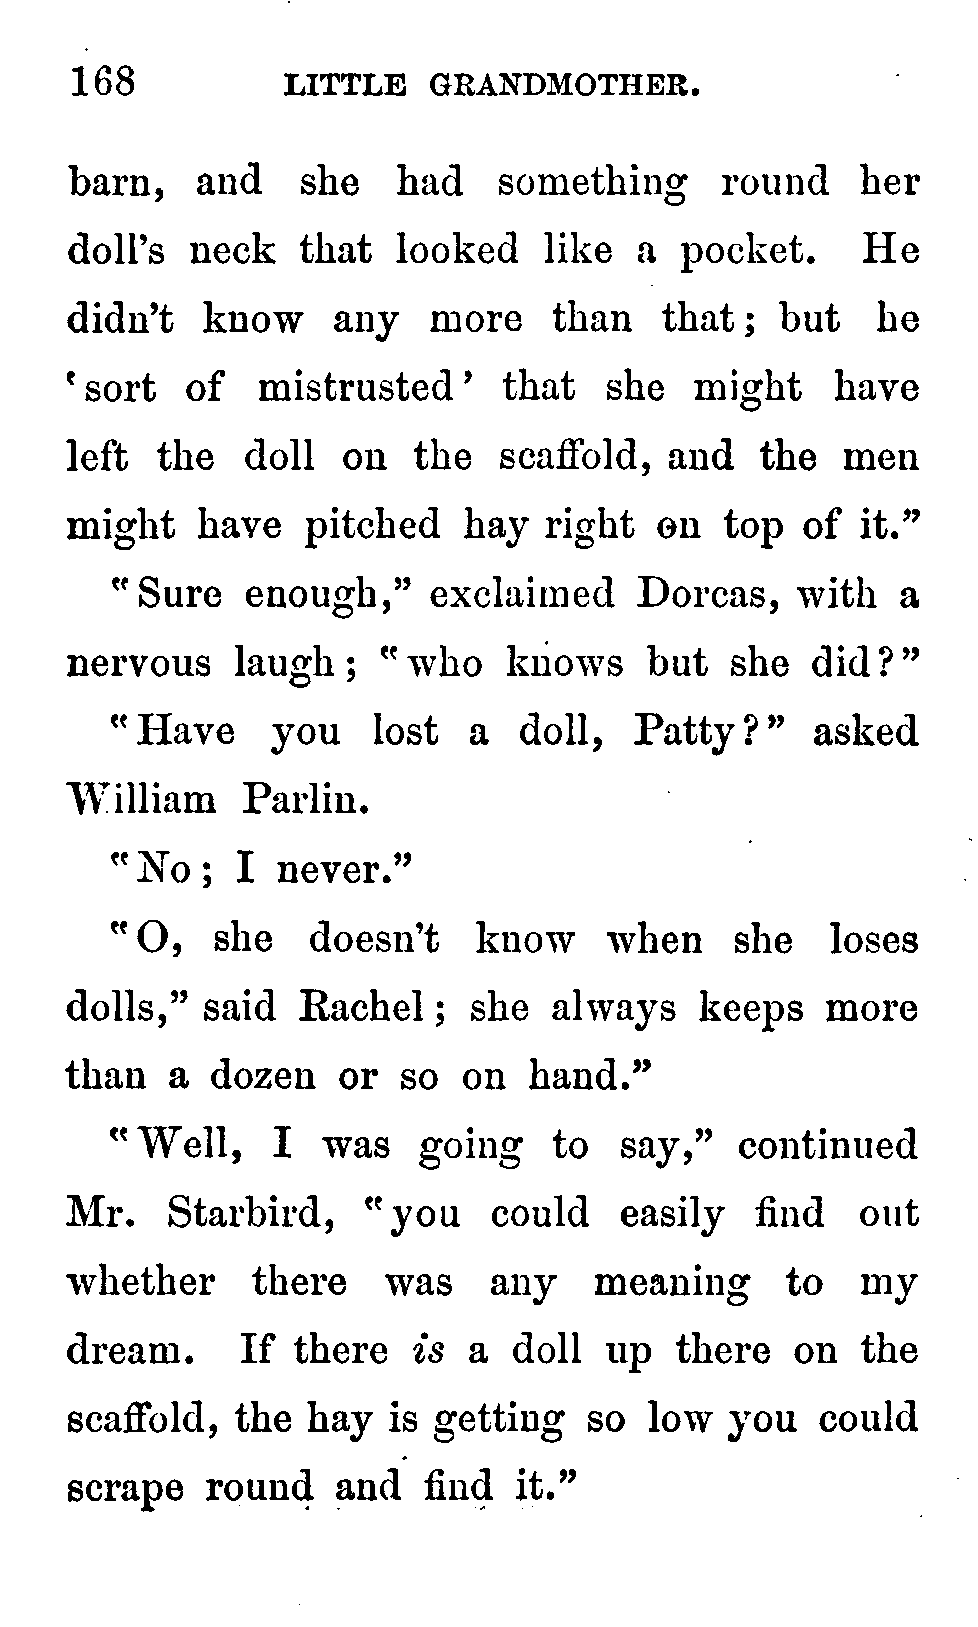 168 LITTLE GRANDMOTHER.
barn, and she had something round her
doll's neck that looked like a pocket. He
didn't know any more than that; but he
'sort of mistrusted' that she might have
left the doll on the scaffold, and the men
might have pitched hay right on top of it."
"Sure enough," exclaimed Dorcas, with a
nervous laugh; "who knows but she did?"
"Have you lost a doll, Patty?" asked
William Parlin.
"No; I never."
"O, she doesn't know when she loses
dolls," said Rachel; she always keeps more
than a dozen or so on hand."
"Well, I was going to say," continued
Mr. Starbird, "you could easily find out
whether there was any meaning to my
dream. If there is a doll up there on the
scaffold, the hay is getting so low you could
scrape round and find it."